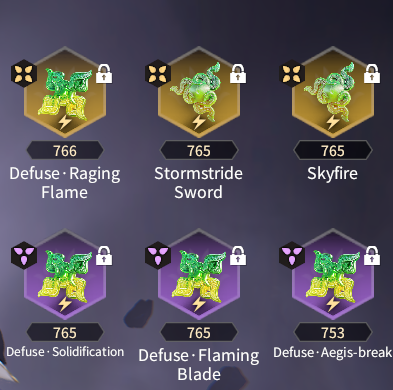 766 765 765
Defuse·Raging Flame
Stormstride Sword
Skyfire
765 765 753
Defuse·Solidification
Defuse·Flaming Blade
Defuse·Aegis-break